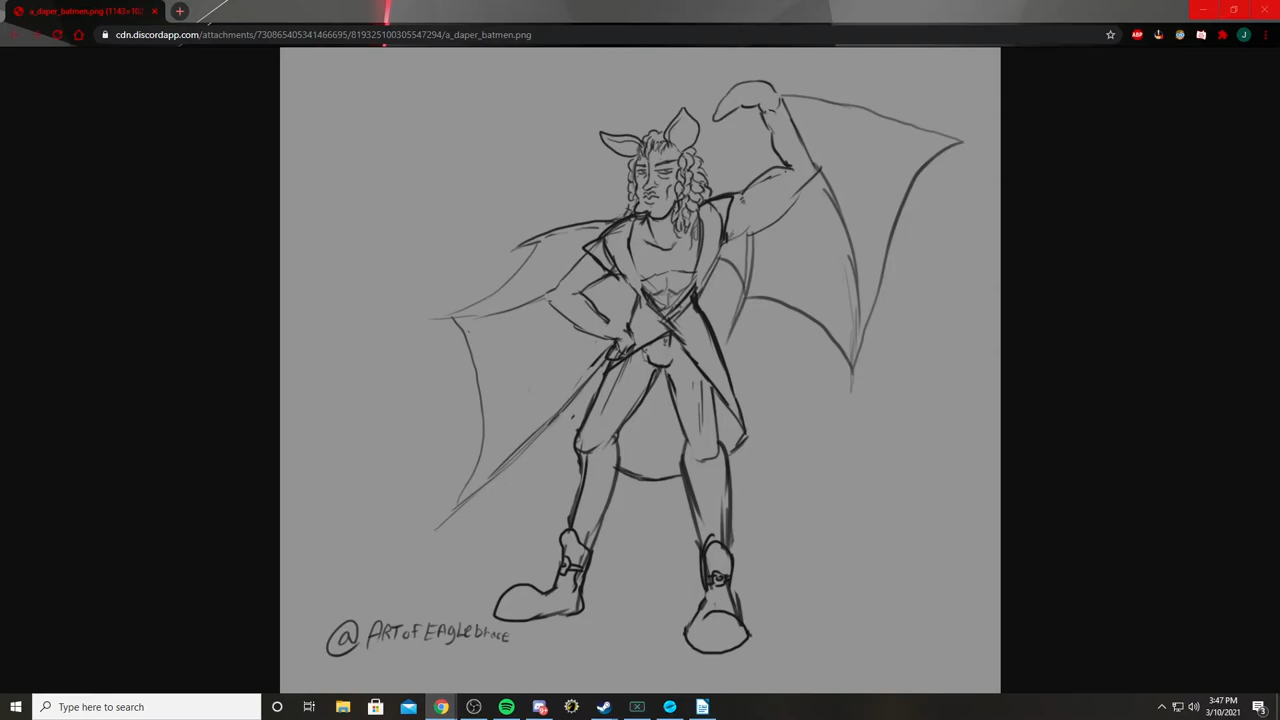 a_daper_batmen.png (1143×10:
cdn.discordapp.com/attachments/730865405341466695/819325100305547294/a_daper_batmen.png
ABP
J
@ARTofEAgLebrace
Type here to search
3:47 PM
3/10/2021